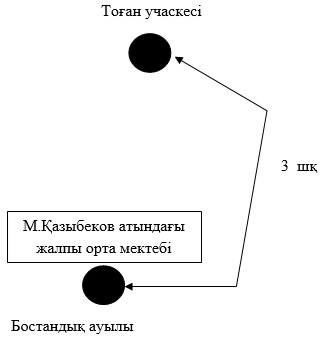 Тоған учаскесі
3 шқ
М.Қазыбеков атындағы
жалпы орта мектебі
Бостандық ауылы